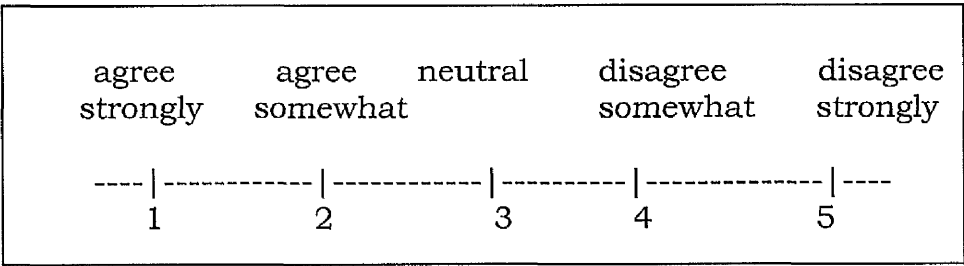 agree agree neutral disagree disagree
strongly somewhat somewhat strongly
----|------------|------------|----------|--------------|----
1 2 3 4 5